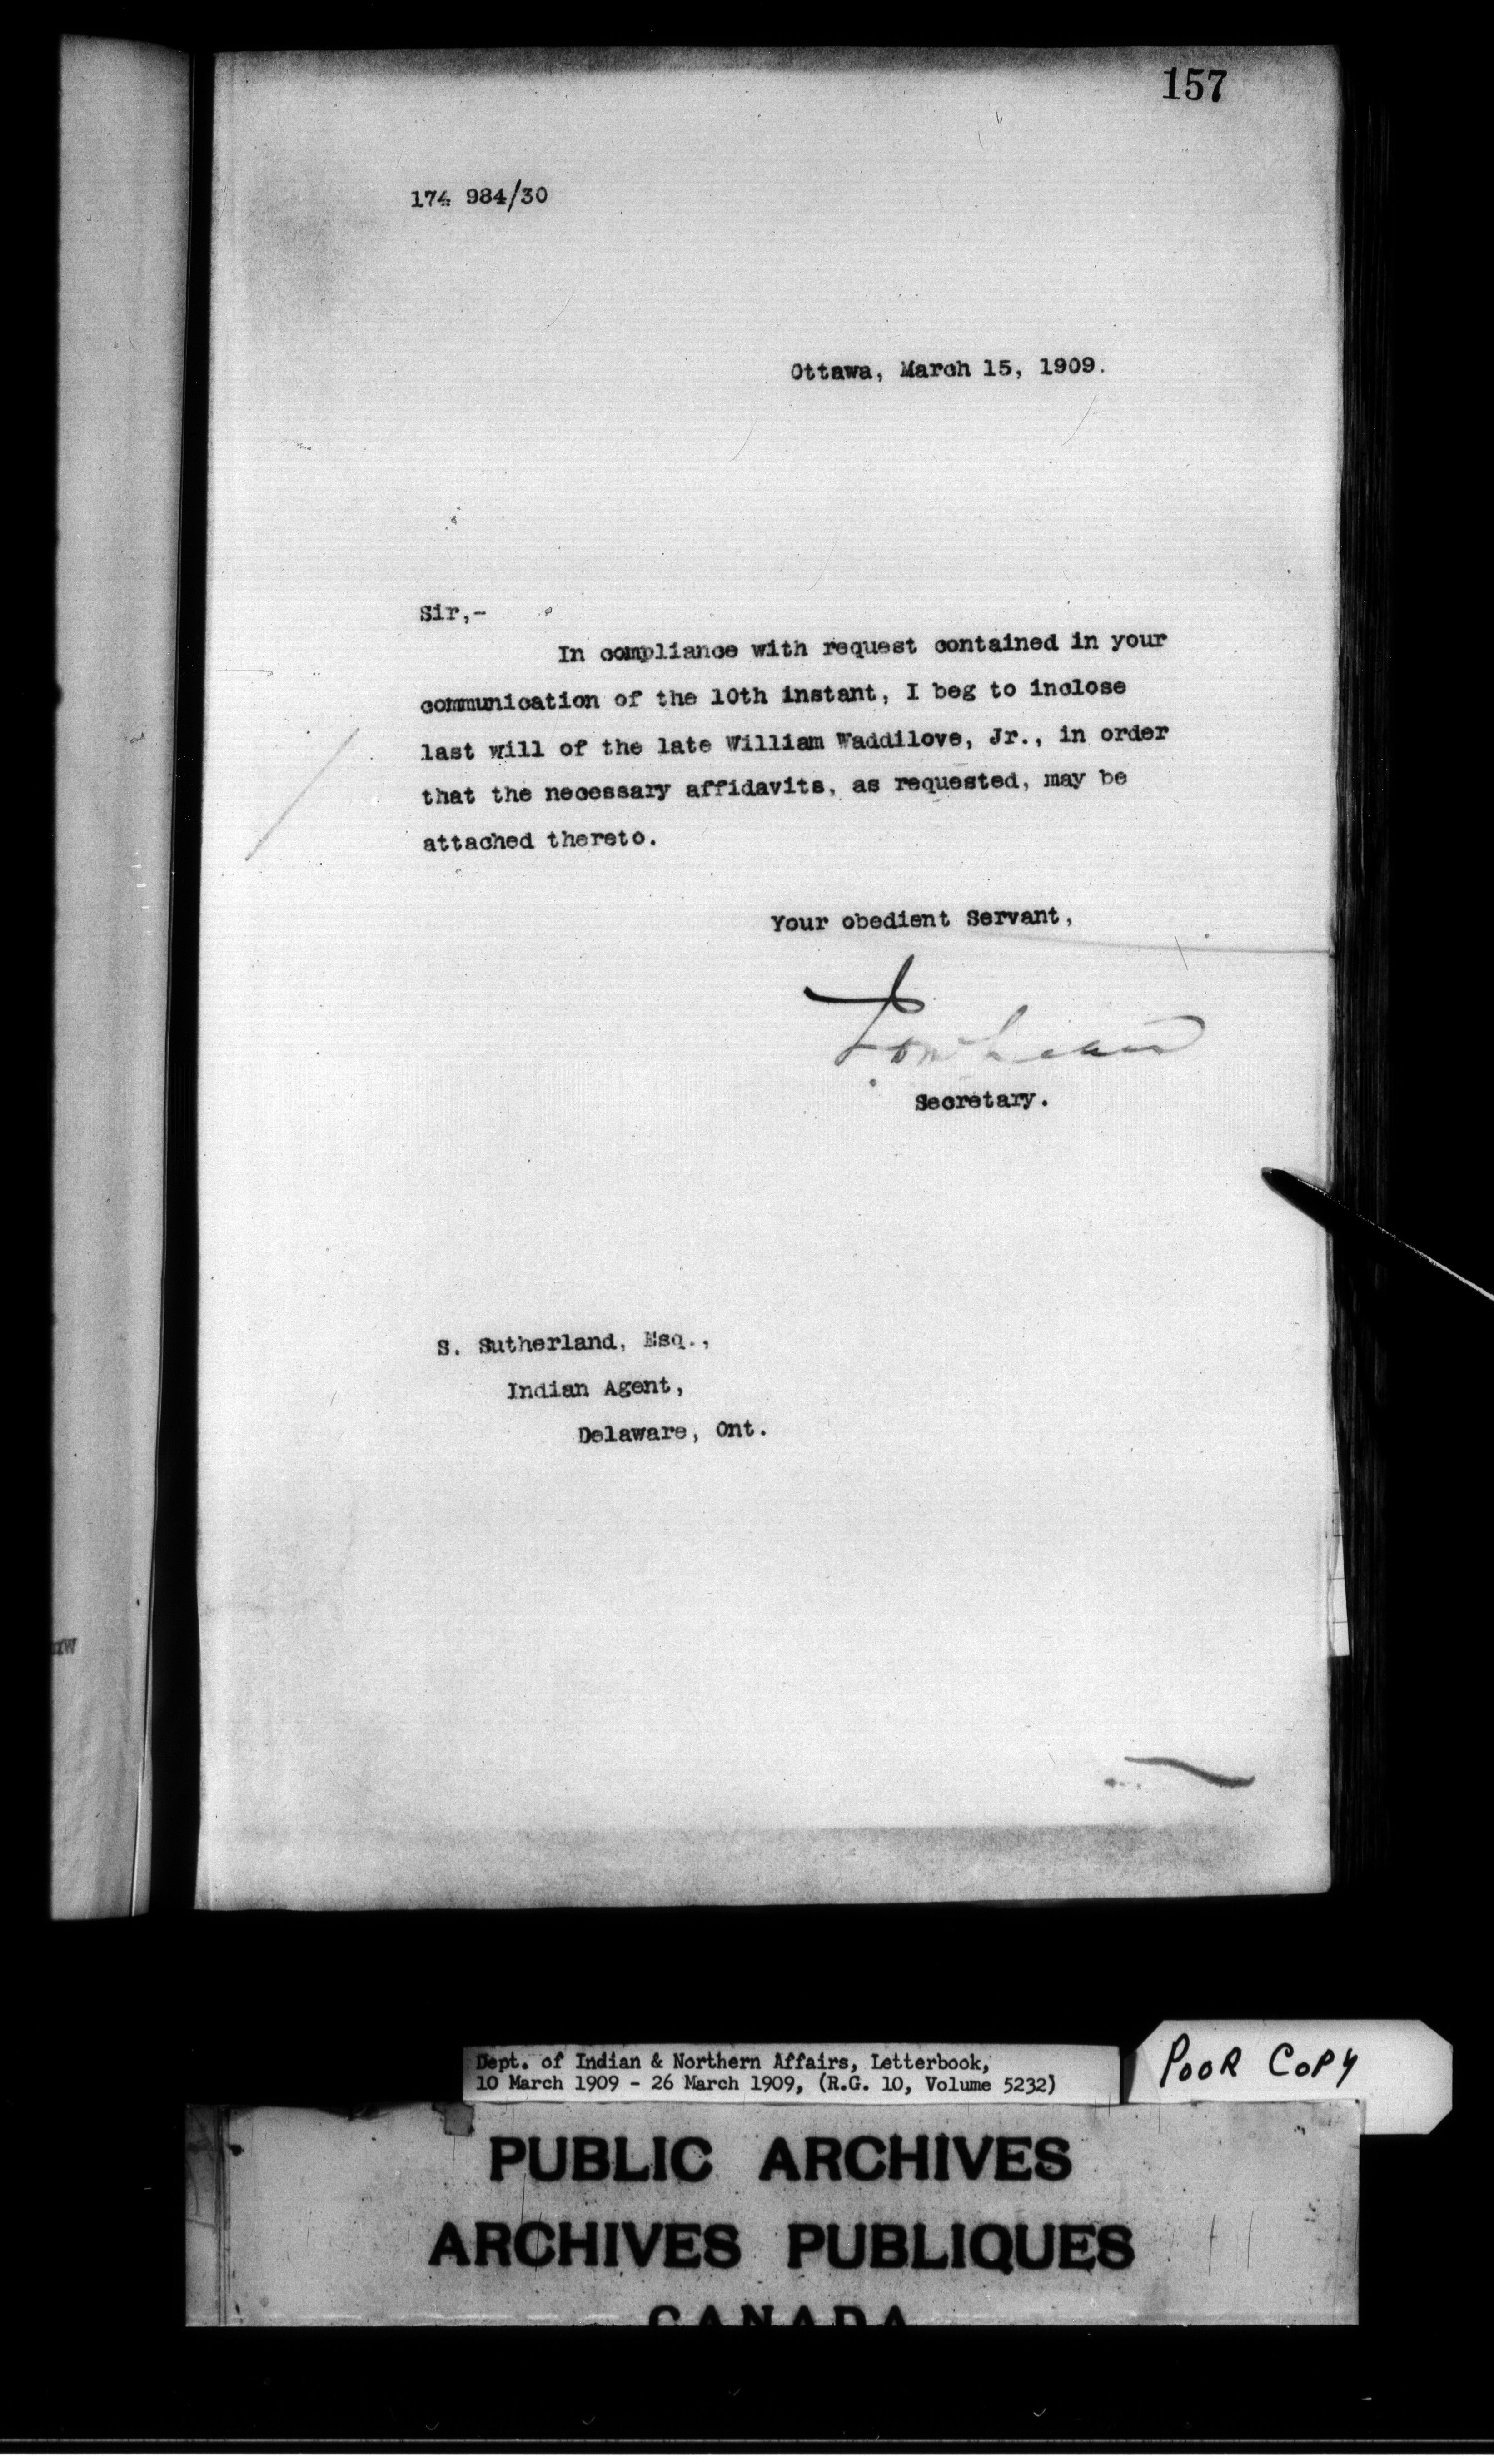 157
174 984/30
Ottawa, March 15, 1909.
Sir,-
In compliance with request contained in your
communication of the 10th instant, I beg to inclose
last will of the late William Waddilove, Jr., in order
that the necessary affidavits, as requested, may be
attached thereto.
Your obedient Servant,
Secretary.
S. Sutherland, Esq.,
Indian Agent,
Delaware, Ont.
Dept. of Indian & Northern Affairs, Letterbook,
10 March 1909 - 26 March 1909, (R.G. 10, Volume 5232)
POOR COPY
PUBLIC ARCHIVES
ARCHIVES PUBLIQUES
CANADA